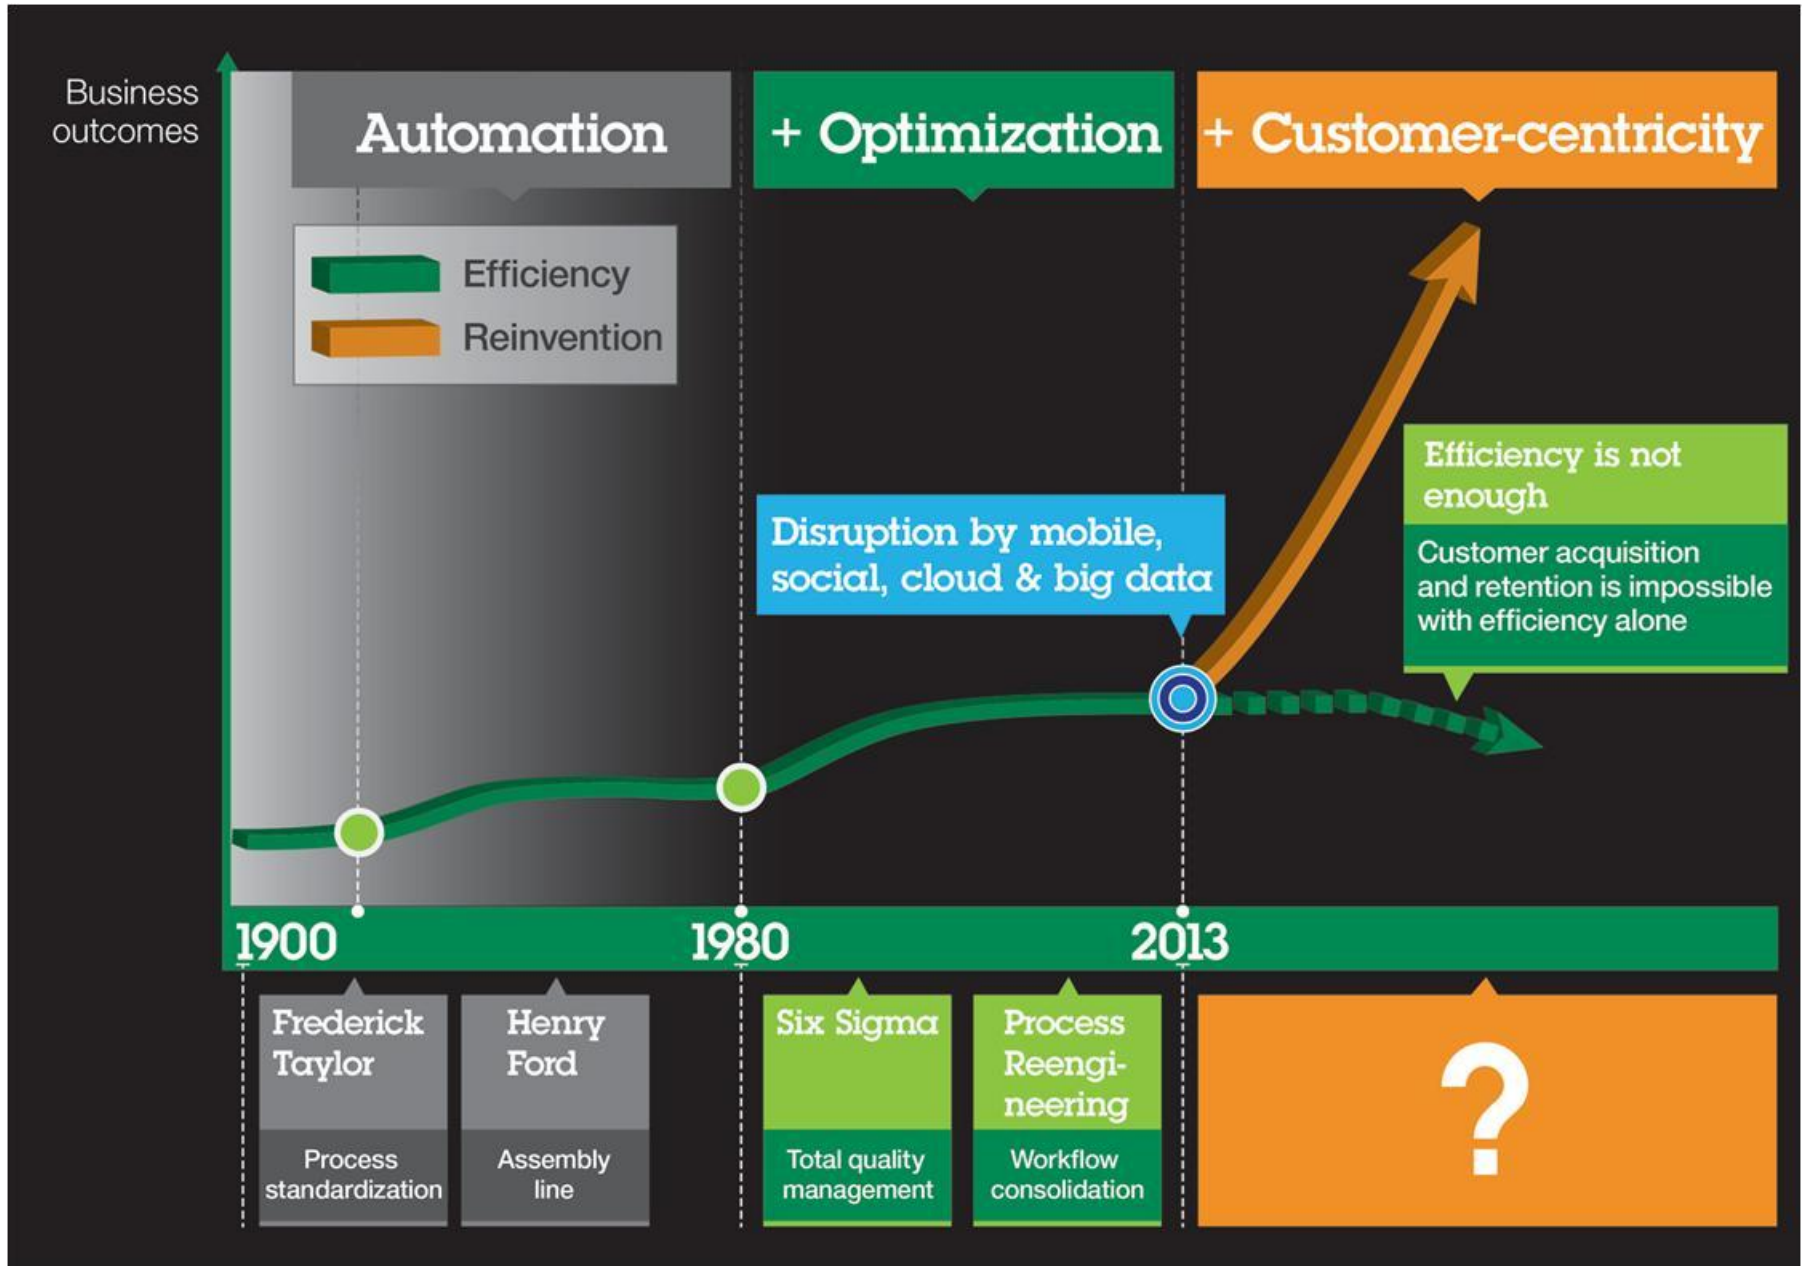 Business
outcomes
Automation
+ Optimization
+ Customer-centricity
Efficiency
Reinvention
Disruption by mobile,
social, cloud & big data
Efficiency is not
enough
Customer acquisition
and retention is impossible
with efficiency alone
1900
1980
2013
Frederick
Taylor
Process
standardization
Henry
Ford
Assembly
line
Six Sigma
Total quality
management
Process
Reengi-
neering
Workflow
consolidation
?